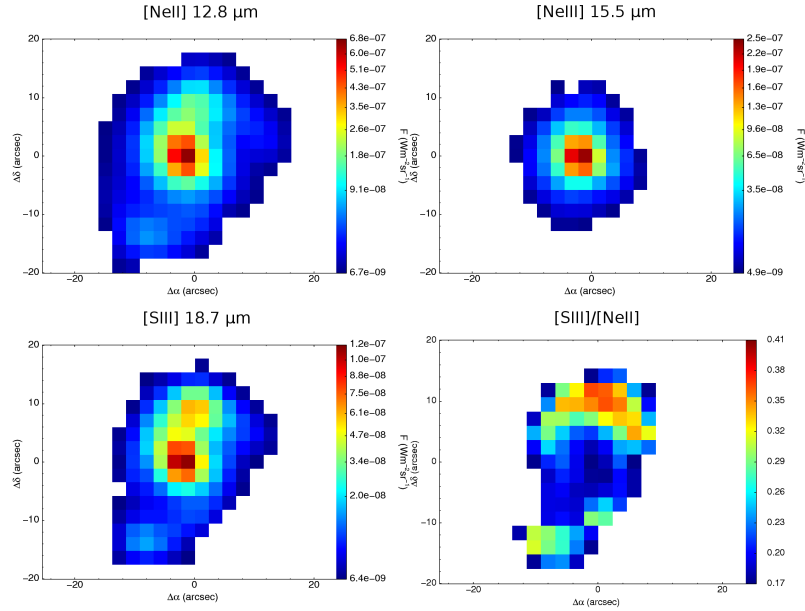 [NeII] 12.8 μm
[NeIII] 15.5 μm
20
10
0
−10
−20
−20
0
20
Δδ (arcsec)
Δα (arcsec)
6.8e−07
6.1e−07
5.0e−07
4.5e−07
3.5e−07
2.6e−07
1.7e−07
9.1e−08
6.7e−09
F (Wm⁻²sr⁻¹)
20
10
0
−10
−20
−20
0
20
Δδ (arcsec)
Δα (arcsec)
2.5e−07
2.2e−07
1.9e−07
1.6e−07
1.3e−07
9.6e−08
6.5e−08
3.5e−08
4.9e−09
F (Wm⁻²sr⁻¹)
[SIII] 18.7 μm
[SIII]/[NeII]
20
10
0
−10
−20
−20
0
20
Δδ (arcsec)
Δα (arcsec)
1.2e−07
1.0e−07
8.8e−08
7.4e−08
6.1e−08
4.7e−08
3.4e−08
2.0e−08
6.4e−09
F (Wm⁻²sr⁻¹)
20
10
0
−10
−20
−20
0
20
Δδ (arcsec)
Δα (arcsec)
0.41
0.38
0.35
0.32
0.29
0.26
0.23
0.20
0.17